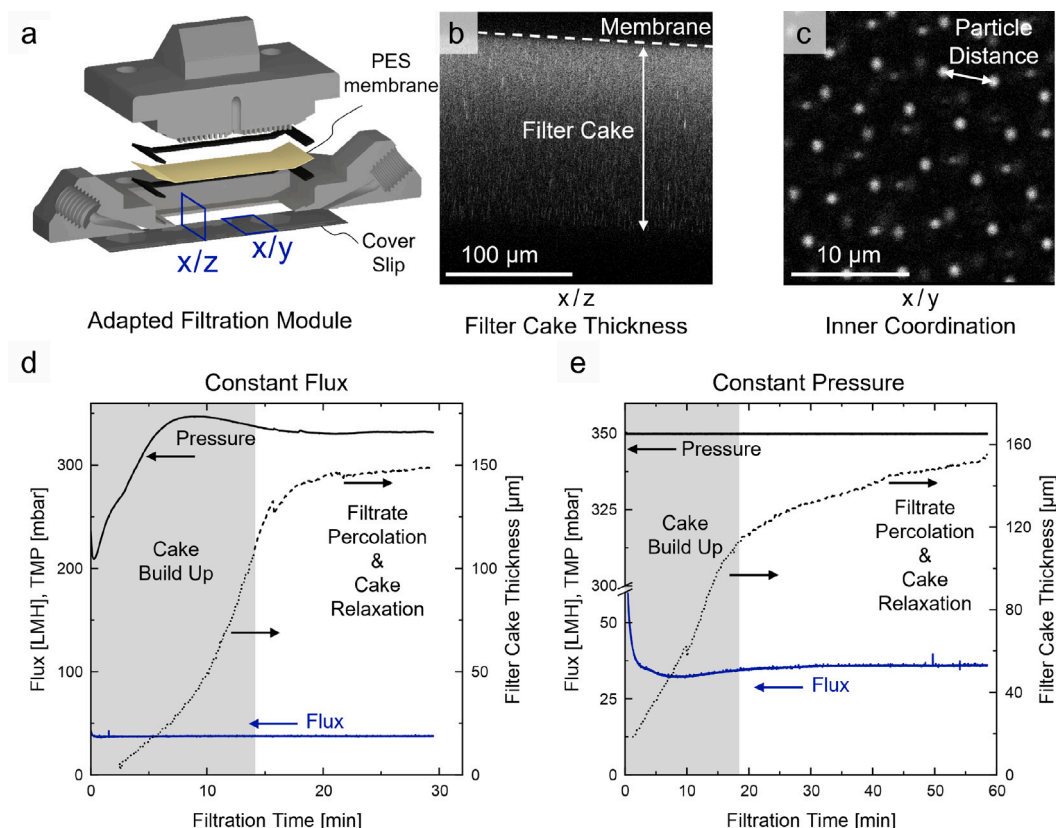 a
PES
membrane
x/z
x/y
Cover
Slip
Adapted Filtration Module
b
Membrane
Filter Cake
100 µm
x/z
Filter Cake Thickness
c
Particle
Distance
10 µm
x/y
Inner Coordination
d
Constant Flux
Flux [LMH], TMP [mbar]
300
200
100
0
Pressure
Cake
Build Up
Filtrate
Percolation
&
Cake
Relaxation
Flux
150
100
50
0
Filter Cake Thickness [µm]
0
10
20
30
Filtration Time [min]
e
Constant Pressure
Flux [LMH], TMP [mbar]
350
325
300
50
25
0
Pressure
Cake
Build Up
Filtrate
Percolation
&
Cake
Relaxation
Flux
160
120
80
40
0
Filter Cake Thickness [µm]
0
10
20
30
40
50
60
Filtration Time [min]